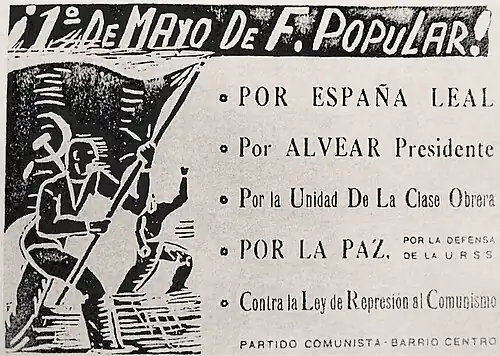 ¡1º DE MAYO DE F. POPULAR!
POR ESPAÑA LEAL
Por ALVEAR Presidente
Por la Unidad De La Clase Obrera
POR LA PAZ, POR LA DEFENSA
DE LA URSS
Contra la Ley de Represión al Comunismo
PARTIDO COMUNISTA-BARRIO CENTRO